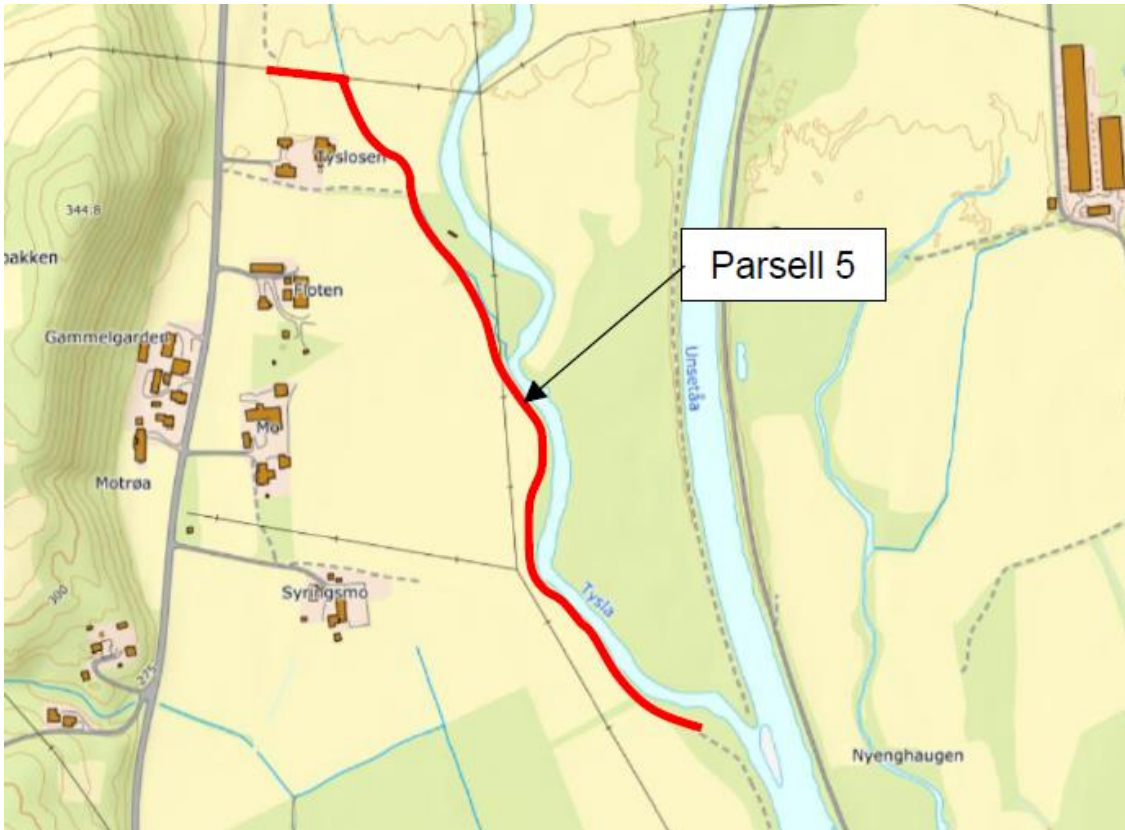 Tyslosen
344.8
bakken
Parsell 5
Floten
Gammelgarden
Unsetåa
Mo
Motrøa
300
Syringsmo
Tysla
275
Nyenghaugen